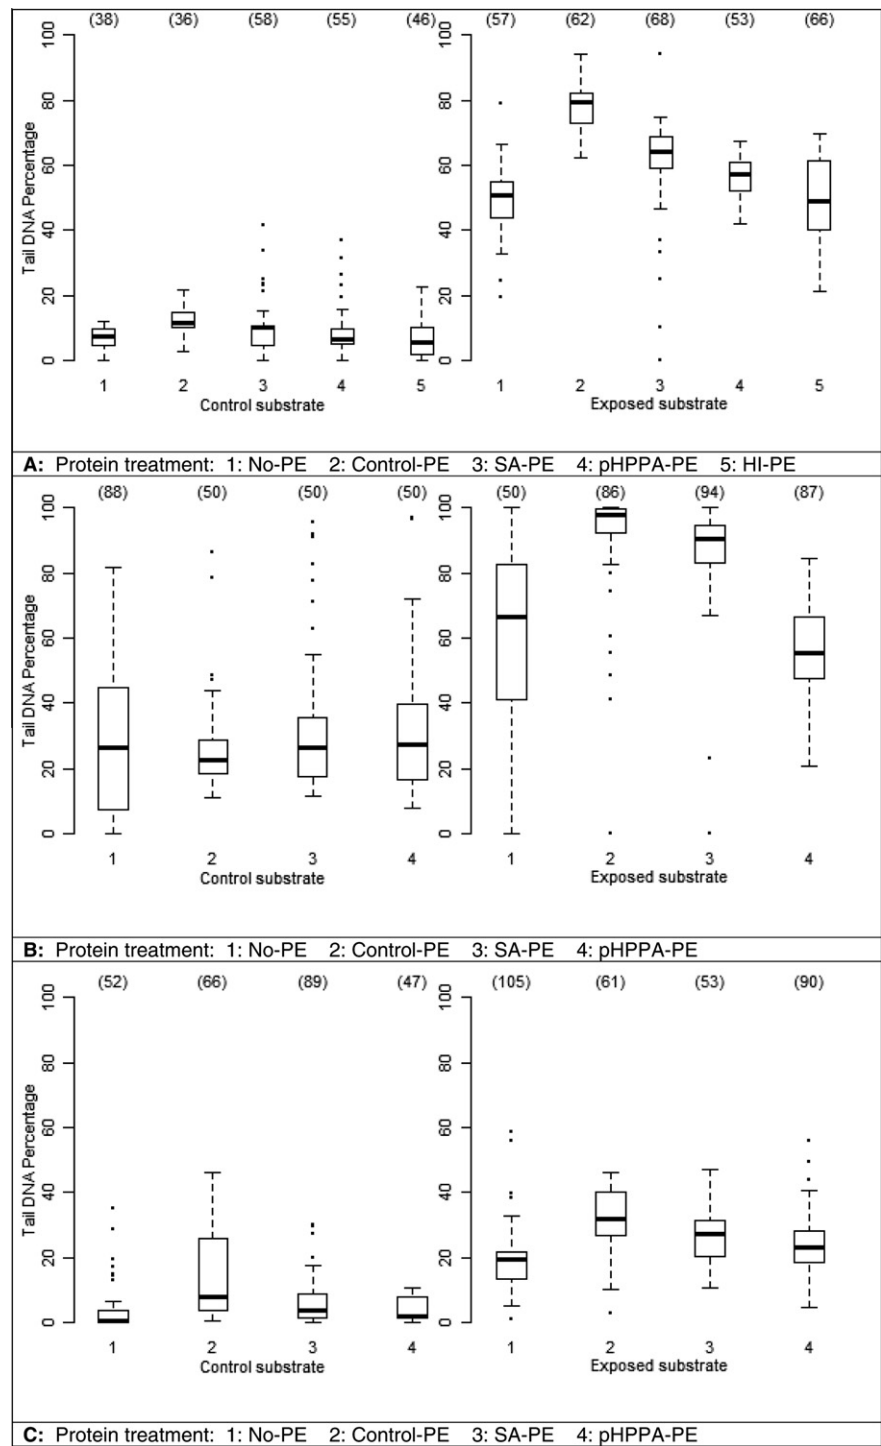 (38) (36) (58) (55) (46) (57) (62) (68) (53) (66)
Tail DNA Percentage
0 20 40 60 80 100
0 20 40 60 80 100
1 2 3 4 5 1 2 3 4 5
Control substrate Exposed substrate
A: Protein treatment: 1: No-PE 2: Control-PE 3: SA-PE 4: pHPPA-PE 5: HI-PE
(88) (50) (50) (50) (50) (86) (94) (87)
Tail DNA Percentage
0 20 40 60 80 100
0 20 40 60 80 100
1 2 3 4 1 2 3 4
Control substrate Exposed substrate
B: Protein treatment: 1: No-PE 2: Control-PE 3: SA-PE 4: pHPPA-PE
(52) (66) (89) (47) (105) (61) (53) (90)
Tail DNA Percentage
0 20 40 60 80 100
0 20 40 60 80 100
1 2 3 4 1 2 3 4
Control substrate Exposed substrate
C: Protein treatment: 1: No-PE 2: Control-PE 3: SA-PE 4: pHPPA-PE